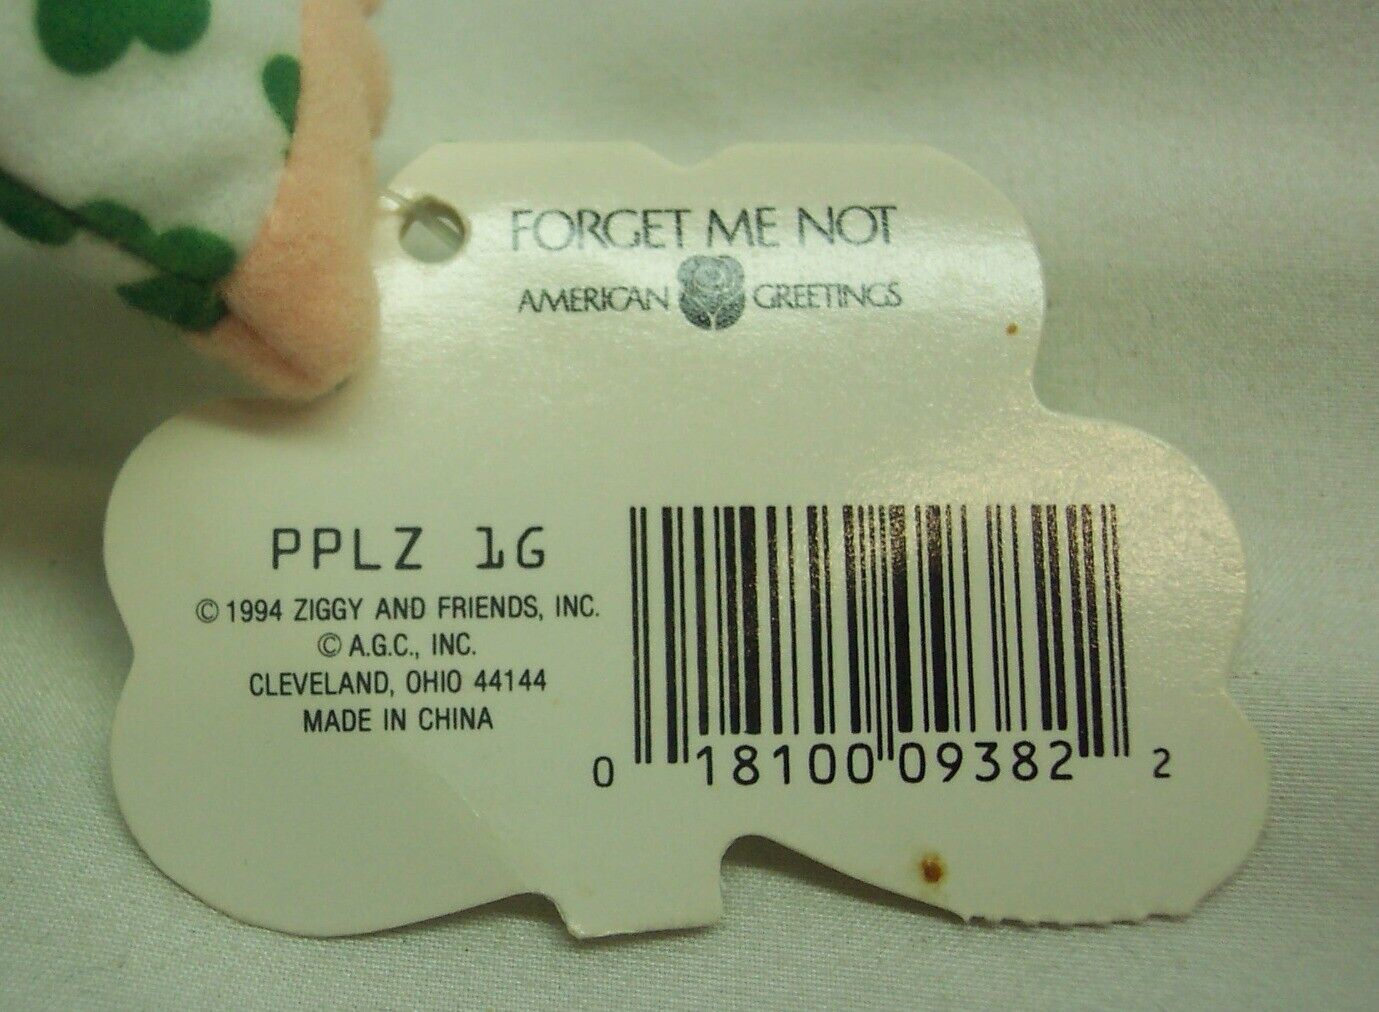 FORGET ME NOT
AMERICAN GREETINGS
PPLZ 1G
© 1994 ZIGGY AND FRIENDS, INC.
© A.G.C., INC.
CLEVELAND, OHIO 44144
MADE IN CHINA
0 18100 09382 2